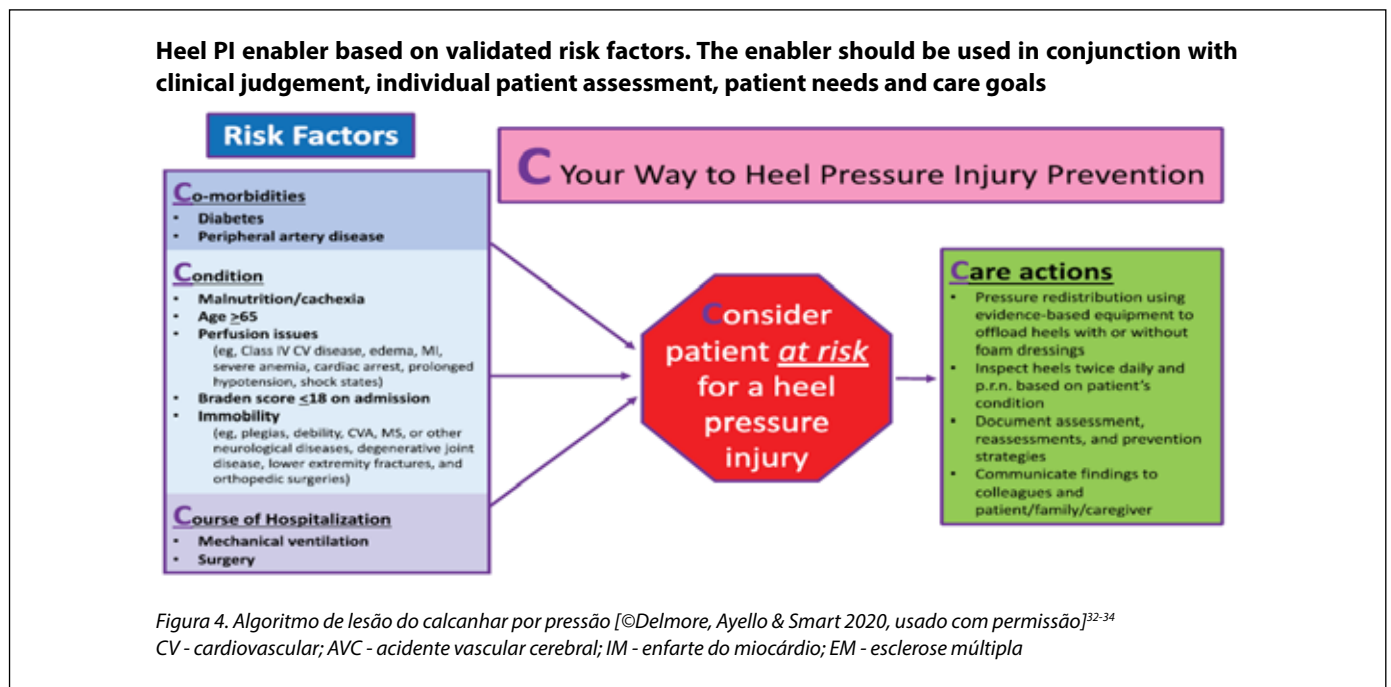 Heel PI enabler based on validated risk factors. The enabler should be used in conjunction with
clinical judgement, individual patient assessment, patient needs and care goals
Risk Factors
C Your Way to Heel Pressure Injury Prevention
Co-morbidities
• Diabetes
• Peripheral artery disease
Condition
• Malnutrition/cachexia
• Age ≥65
• Perfusion issues
(eg, Class IV CV disease, edema, MI,
severe anemia, cardiac arrest, prolonged
hypotension, shock states)
• Braden score ≤18 on admission
• Immobility
(eg, plegias, debility, CVA, MS, or other
neurological diseases, degenerative joint
disease, lower extremity fractures, and
orthopedic surgeries)
Course of Hospitalization
• Mechanical ventilation
• Surgery
Consider
patient at risk
for a heel
pressure
injury
Care actions
• Pressure redistribution using
evidence-based equipment to
offload heels with or without
foam dressings
• Inspect heels twice daily and
p.r.n. based on patient's
condition
• Document assessment,
reassessments, and prevention
strategies
• Communicate findings to
colleagues and
patient/family/caregiver
Figura 4. Algoritmo de lesão do calcanhar por pressão [©Delmore, Ayello & Smart 2020, usado com permissão]32-34
CV - cardiovascular; AVC - acidente vascular cerebral; IM - enfarte do miocárdio; EM - esclerose múltipla